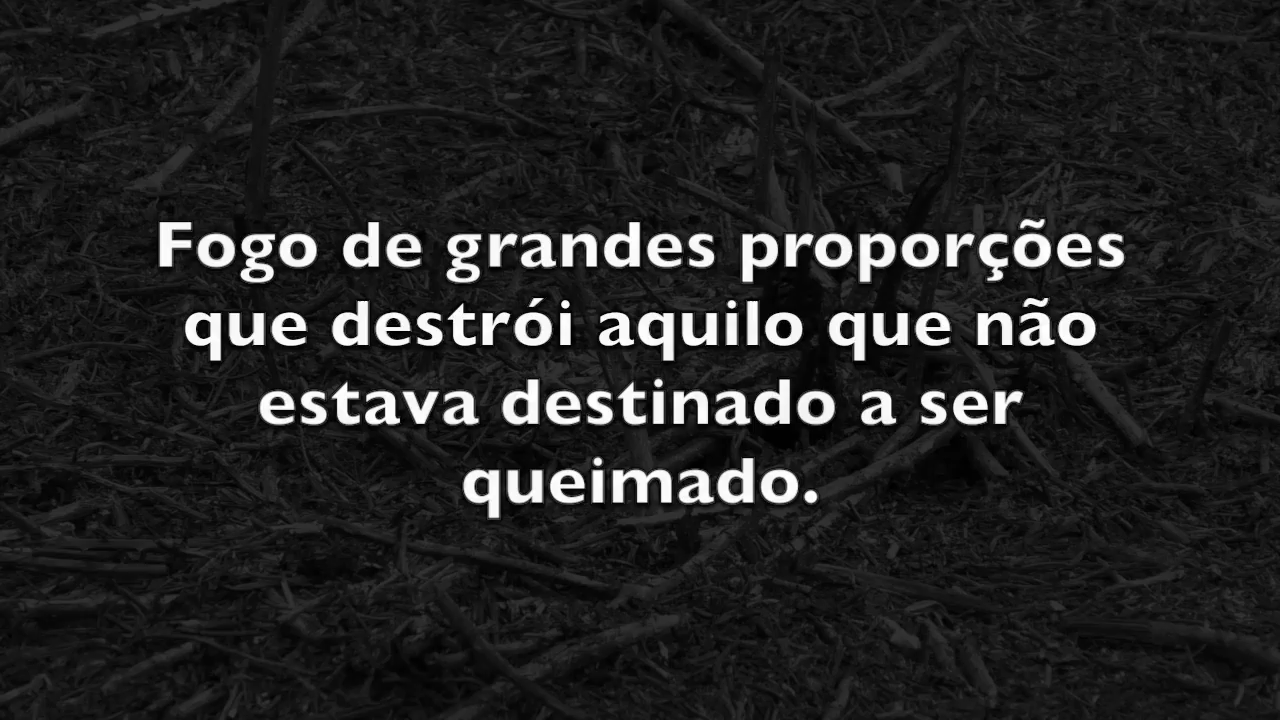 Fogo de grandes proporções
que destrói aquilo que não
estava destinado a ser
queimado.